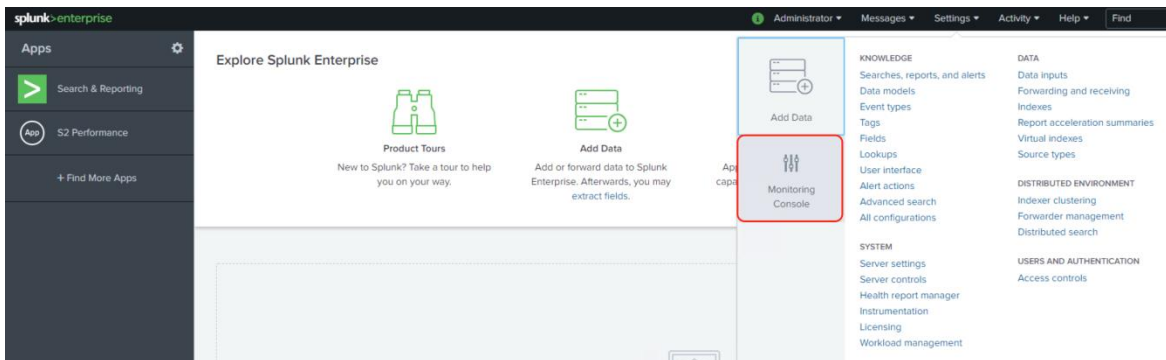 splunk>enterprise
i Administrator ▾ Messages ▾ Settings ▾ Activity ▾ Help ▾ Find
Apps
Search & Reporting
App S2 Performance
+ Find More Apps
Explore Splunk Enterprise
Product Tours
New to Splunk? Take a tour to help
you on your way.
Add Data
Add or forward data to Splunk
Enterprise. Afterwards, you may
extract fields.
Add Data
Monitoring
Console
KNOWLEDGE
Searches, reports, and alerts
Data models
Event types
Tags
Fields
Lookups
User interface
Alert actions
Advanced search
All configurations
SYSTEM
Server settings
Server controls
Health report manager
Instrumentation
Licensing
Workload management
DATA
Data inputs
Forwarding and receiving
Indexes
Report acceleration summaries
Virtual indexes
Source types
DISTRIBUTED ENVIRONMENT
Indexer clustering
Forwarder management
Distributed search
USERS AND AUTHENTICATION
Access controls